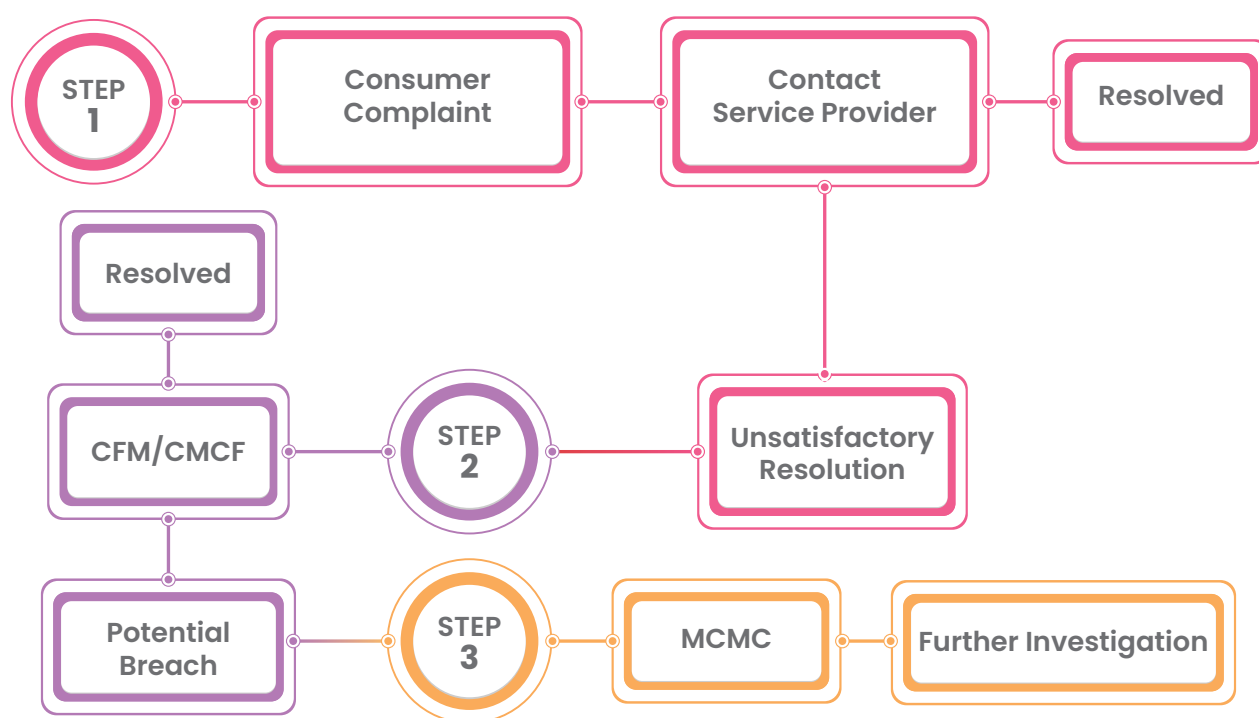 STEP
1
Consumer
Complaint
Contact
Service Provider
Resolved
Resolved
CFM/CMCF
STEP
2
Unsatisfactory
Resolution
Potential
Breach
STEP
3
MCMC
Further Investigation